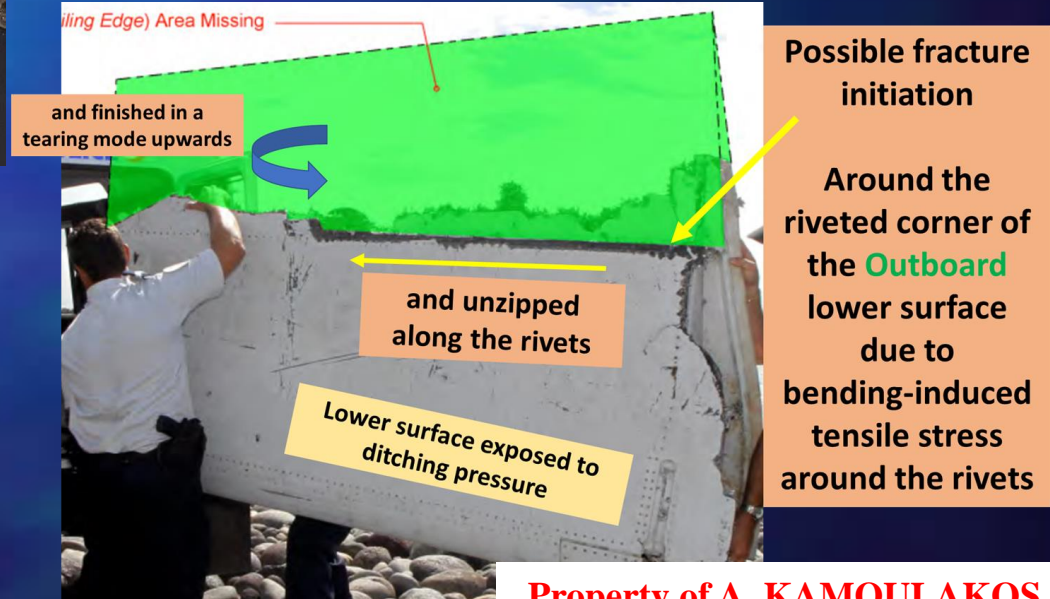 iling Edge) Area Missing
and finished in a
tearing mode upwards
and unzipped
along the rivets
Lower surface exposed to
ditching pressure
Possible fracture
initiation
Around the
riveted corner of
the Outboard
lower surface
due to
bending-induced
tensile stress
around the rivets
Property of A. KAMOULAKOS